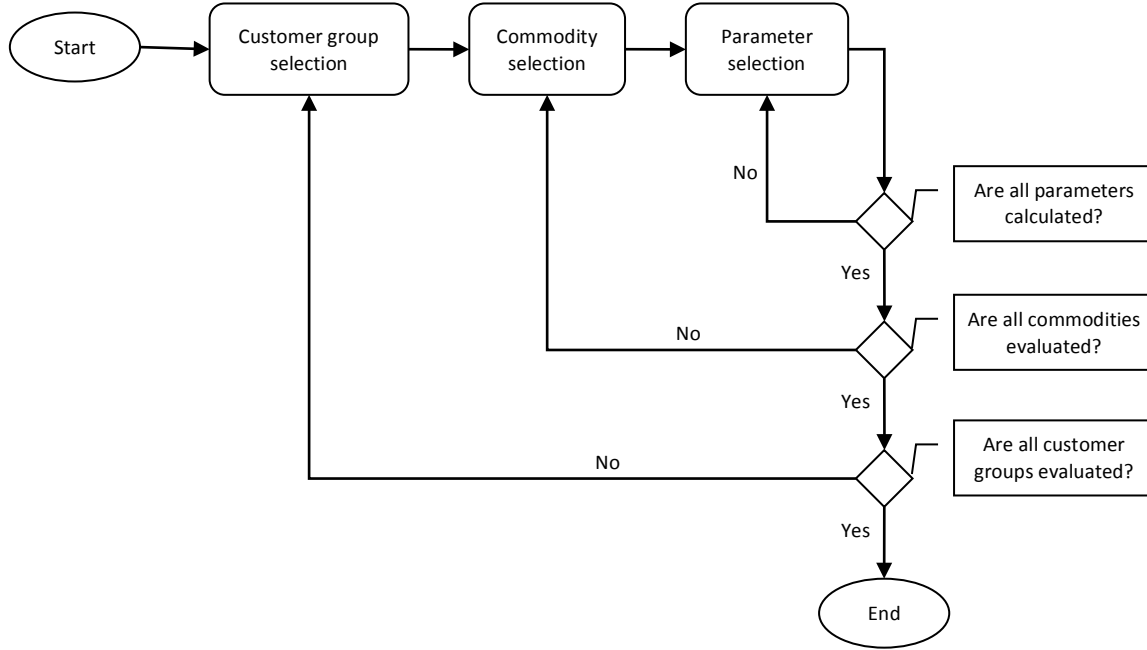 Start
Customer group
selection
Commodity
selection
Parameter
selection
No
Are all parameters
calculated?
Yes
No
Are all commodities
evaluated?
Yes
No
Are all customer
groups evaluated?
Yes
End